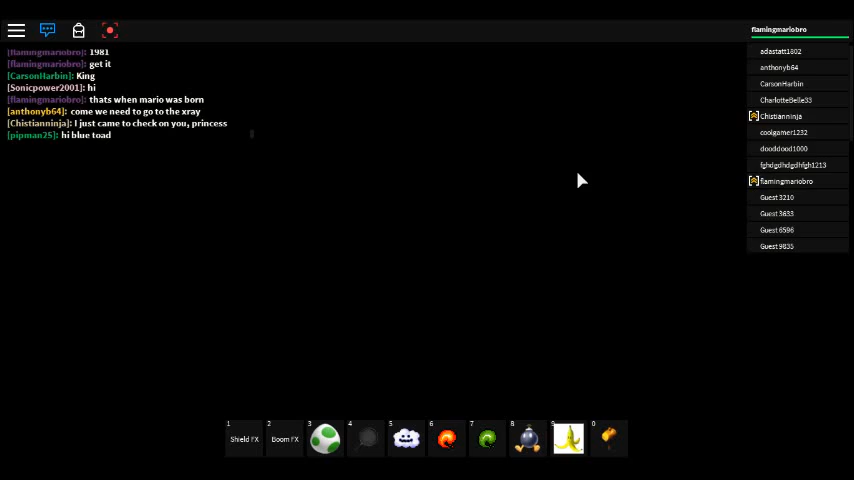 flamingmariobro
[flamingmariobro]: 1981
[flamingmariobro]: get it
[CarsonHarbin]: King
[Sonicpower2001]: hi
[flamingmariobro]: thats when mario was born
[anthonyb64]: come we need to go to the xray
[Chistianninja]: I just came to check on you, princess
[pipman25]: hi blue toad
adastatt1802
anthonyb64
CarsonHarbin
CharlotteBelle33
Chistianninja
coolgamer1232
dooddood1000
fghdgdhdgdhfgh1213
flamingmariobro
Guest 3210
Guest 3633
Guest 6596
Guest 9835
1 2 3 4 5 6 7 8 9 0
Shield FX Boom FX